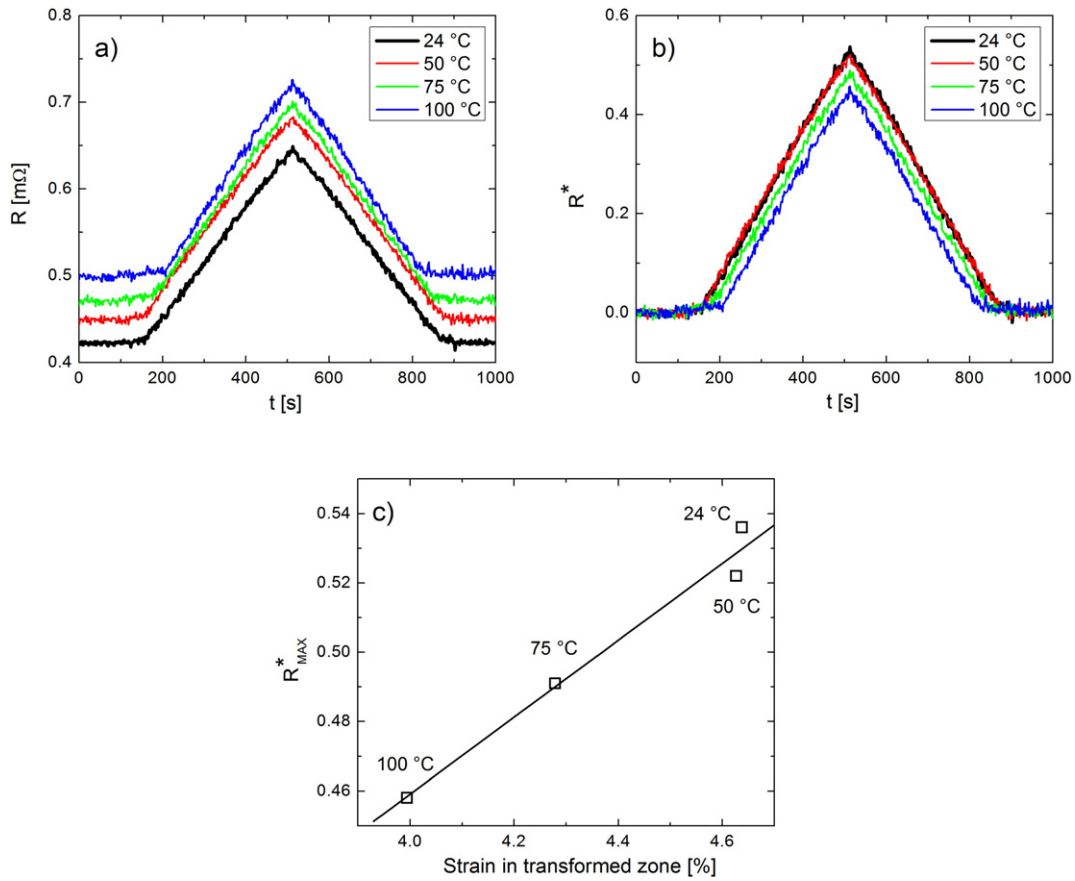 a)
24 °C
50 °C
75 °C
100 °C
0.8
0.7
0.6
0.5
0.4
R [mΩ]
0 200 400 600 800 1000
t [s]
b)
24 °C
50 °C
75 °C
100 °C
0.6
0.4
0.2
0.0
R*
0 200 400 600 800 1000
t [s]
c)
24 °C
50 °C
75 °C
100 °C
0.54
0.52
0.50
0.48
0.46
R*MAX
4.0 4.2 4.4 4.6
Strain in transformed zone [%]